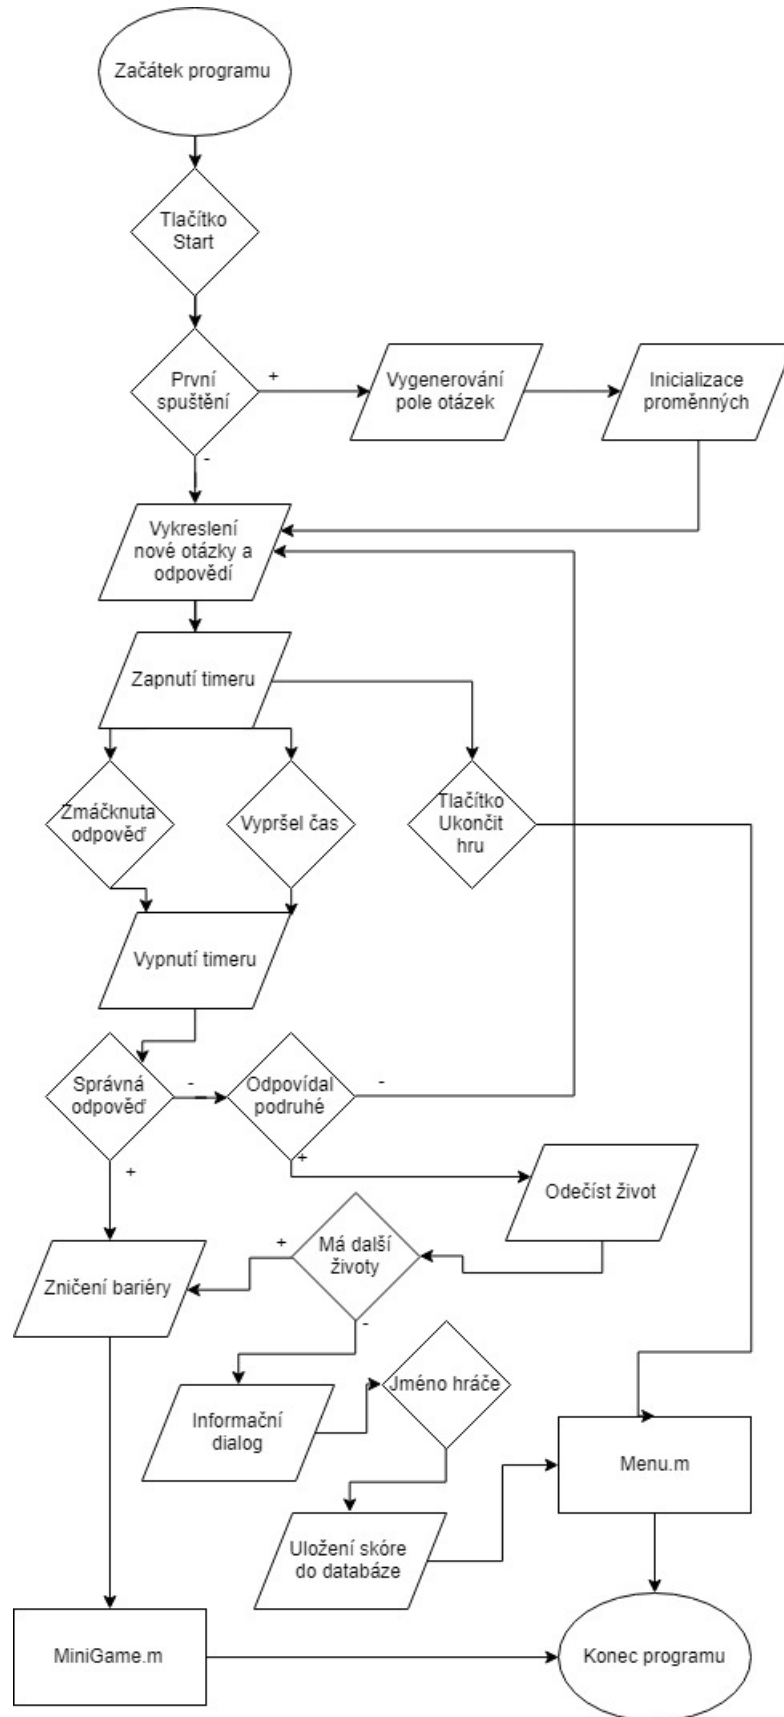 Začátek programu
Tlačítko
Start
První
spuštění
+
Vygenerování
pole otázek
Inicializace
proměnných
-
Vykreslení
nové otázky a
odpovědí
Zapnutí timeru
Zmáčknuta
odpověď
Vypršel čas
Tlačítko
Ukončit
hru
Vypnutí timeru
Správná
odpověď
-
Odpovídal
podruhé
-
+
+
Odečíst život
Má další
životy
+
-
Zničení bariéry
Informační
dialog
Jméno hráče
Menu.m
Uložení skóre
do databáze
MiniGame.m
Konec programu